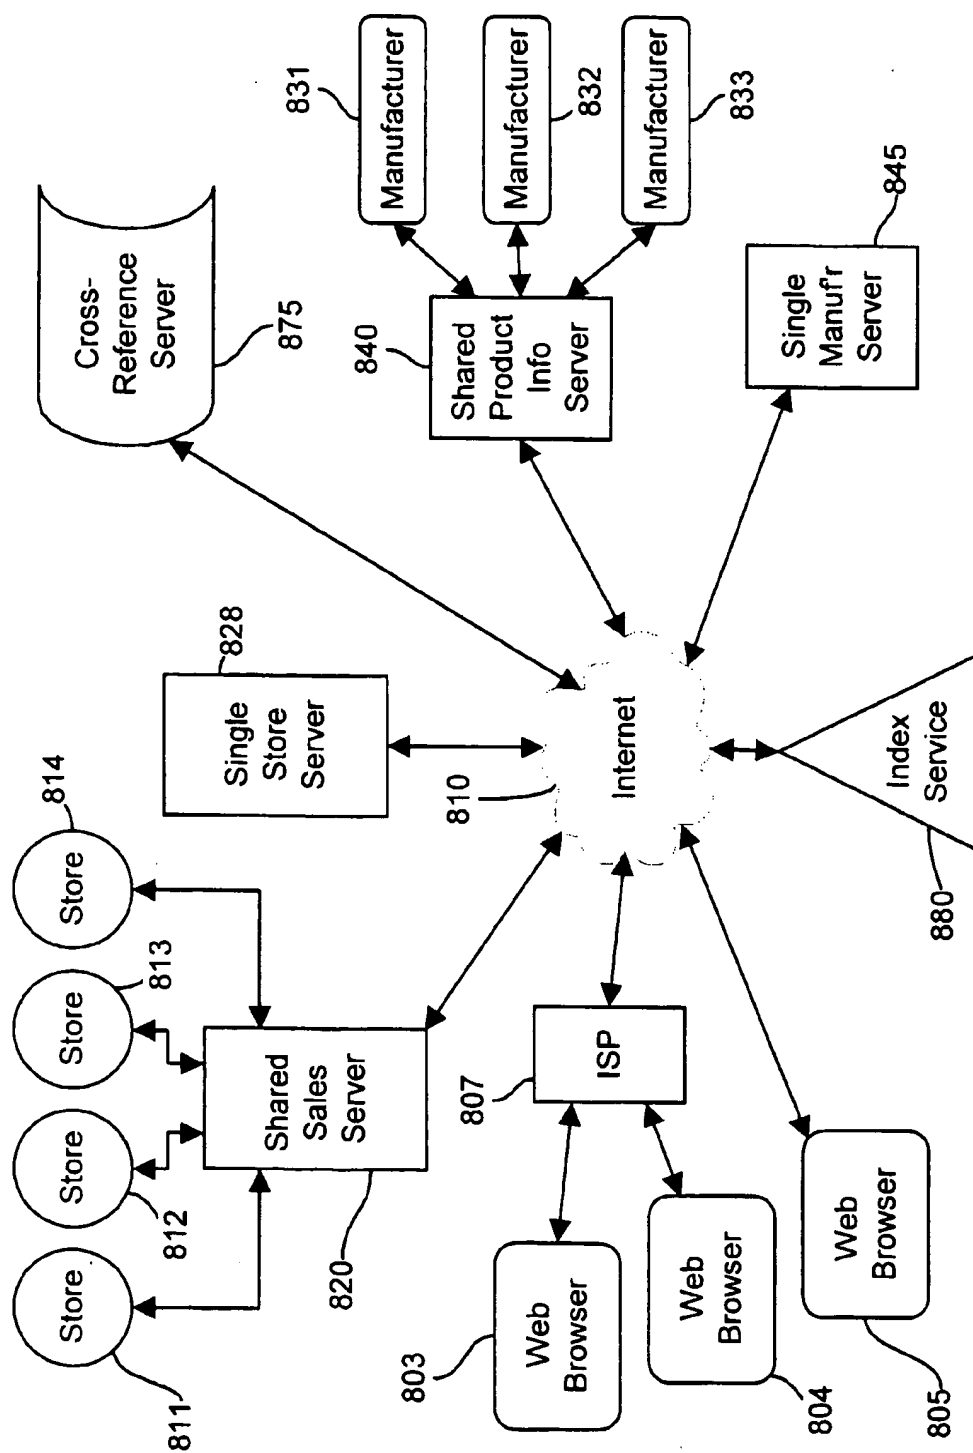 811
Store
812
Store
813
Store
814
Store
Shared
Sales
Server
820
828
Single
Store
Server
875
Cross-
Reference
Server
831
Manufacturer
832
Manufacturer
833
Manufacturer
840
Shared
Product
Info
Server
845
Single
Manuf'r
Server
810
Internet
807
ISP
803
Web
Browser
804
Web
Browser
805
Web
Browser
880
Index
Service